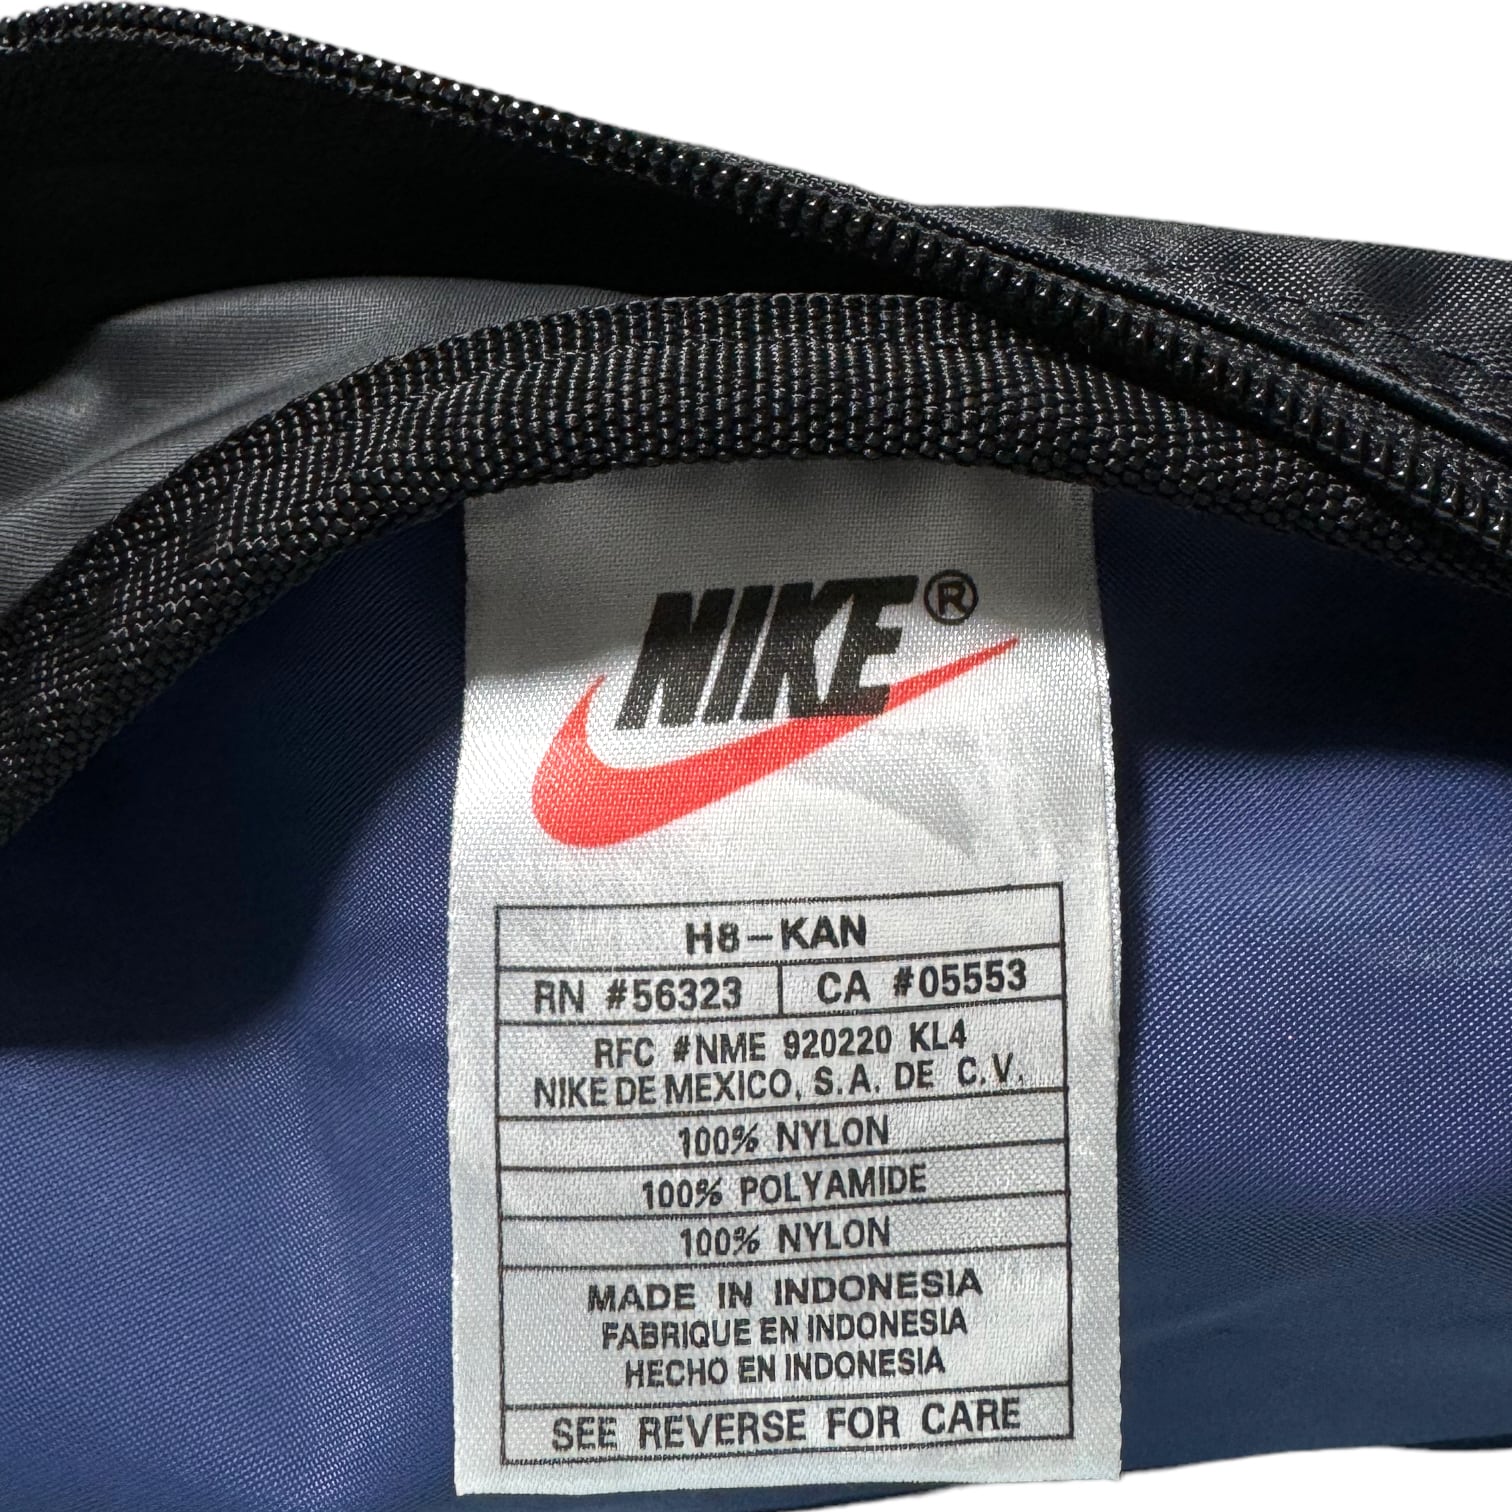 NIKE®
H8-KAN
RN #56323 CA #05553
RFC #NME 920220 KL4
NIKE DE MEXICO, S.A. DE C.V.
100% NYLON
100% POLYAMIDE
100% NYLON
MADE IN INDONESIA
FABRIQUE EN INDONESIA
HECHO EN INDONESIA
SEE REVERSE FOR CARE